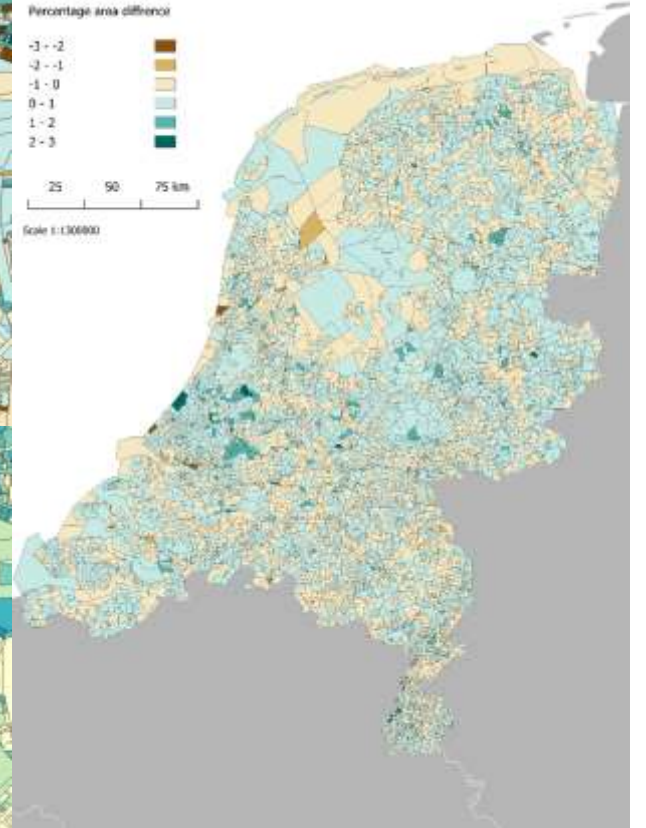 Percentage area diffrence
-3 - -2
-2 - -1
-1 - 0
0 - 1
1 - 2
2 - 3
25 50 75 km
Scale 1:1300000